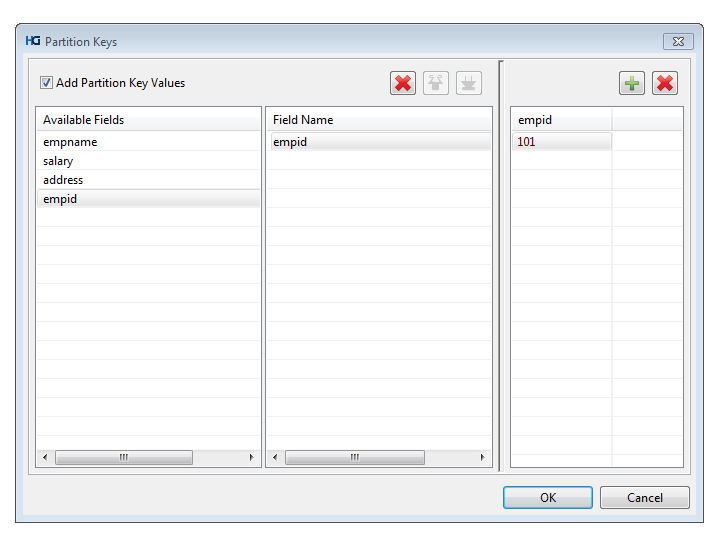 HG Partition Keys
Add Partition Key Values
Available Fields
empname
salary
address
empid
Field Name
empid
empid
101
OK
Cancel